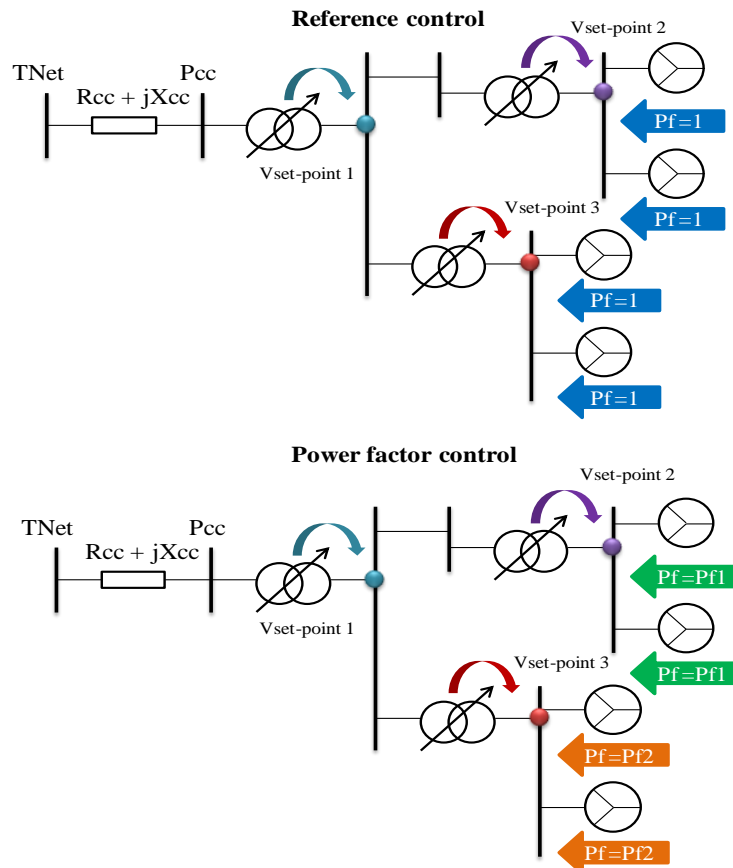 Reference control
Vset-point 2
TNet
Pcc
Rcc + jXcc
Pf=1
Vset-point 1
Vset-point 3
Pf=1
Pf=1
Pf=1
Power factor control
Vset-point 2
TNet
Pcc
Rcc + jXcc
Pf=Pf1
Vset-point 1
Vset-point 3
Pf=Pf1
Pf=Pf2
Pf=Pf2